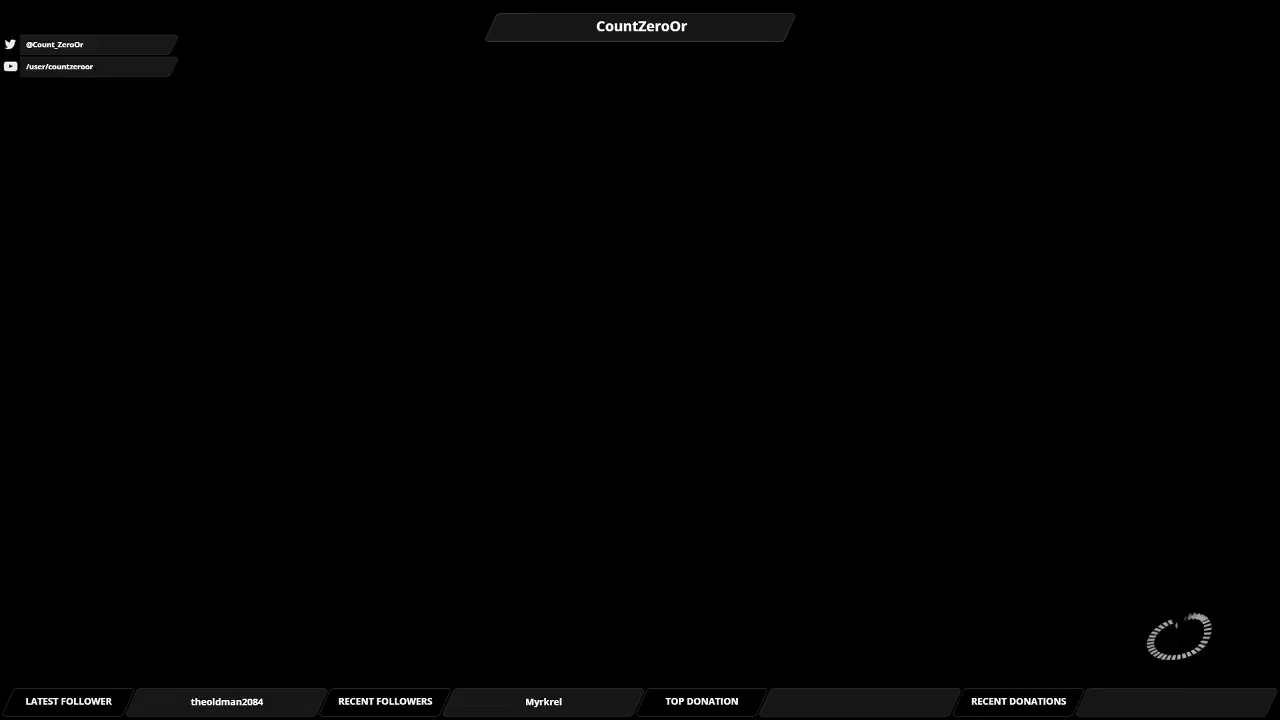 CountZeroOr
@Count_ZeroOr
/user/countzeroor
LATEST FOLLOWER theoldman2084 RECENT FOLLOWERS Myrkrel TOP DONATION RECENT DONATIONS